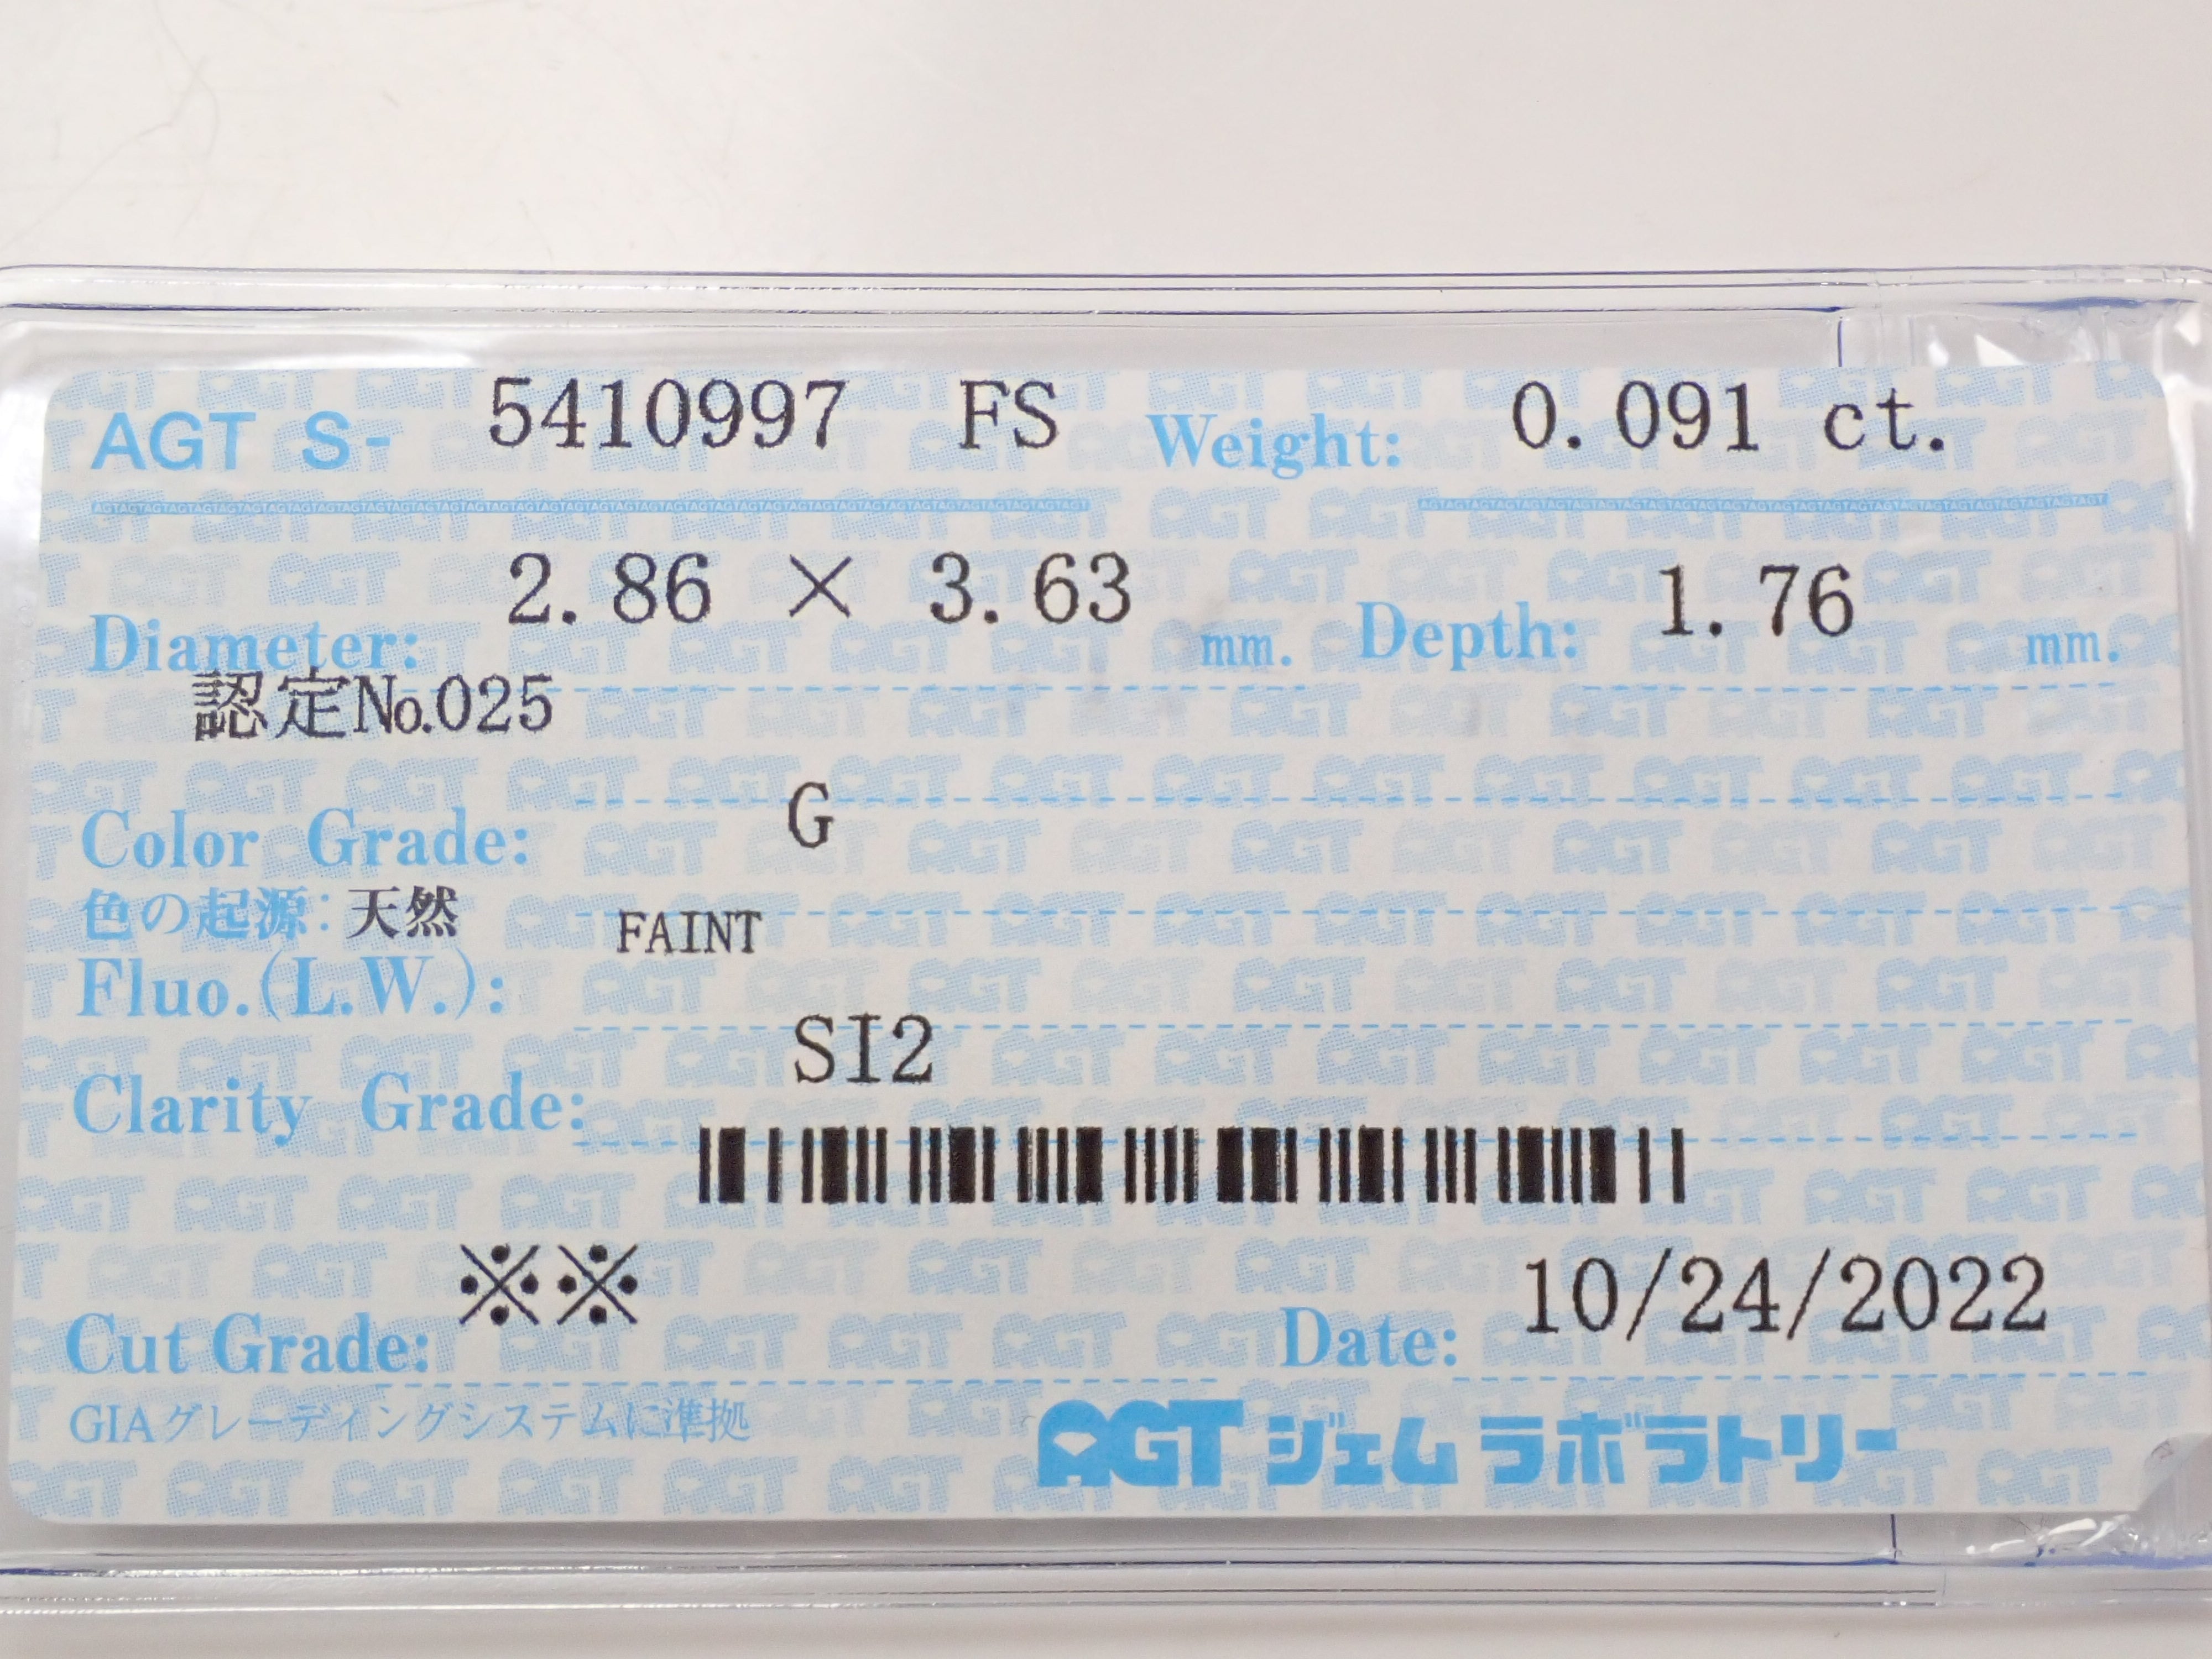 AGT S- 5410997 FS Weight: 0.091 ct.
Diameter: 2.86 × 3.63 mm. Depth: 1.76 mm.
認定No.025
Color Grade: G
色の起源:天然
Fluo.(L.W.): FAINT
Clarity Grade: SI2
Cut Grade: ※※ Date: 10/24/2022
GIAグレーディングシステムに準拠
AGT ジェム ラボラトリー